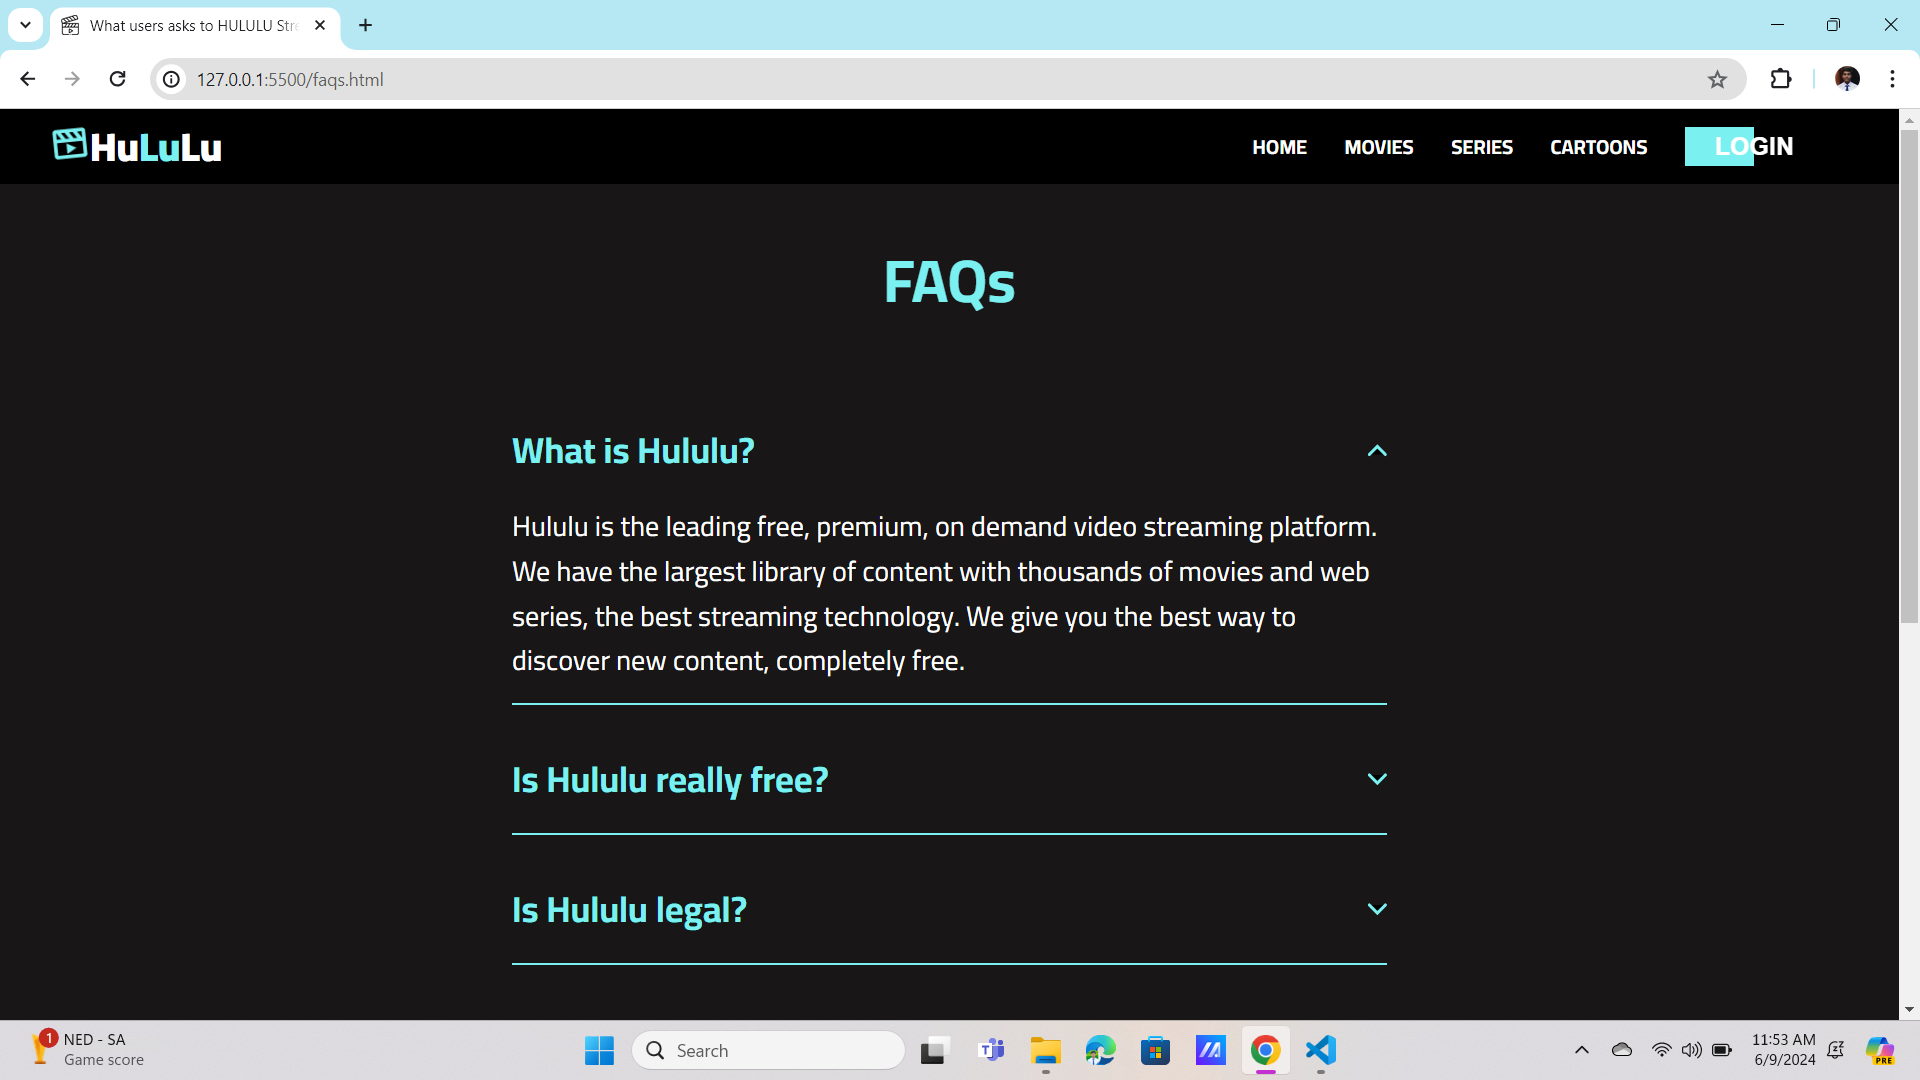 What users asks to HULULU Stre
127.0.0.1:5500/faqs.html
HuLuLu
HOME
MOVIES
SERIES
CARTOONS
LOGIN
FAQs
What is Hululu?
Hululu is the leading free, premium, on demand video streaming platform.
We have the largest library of content with thousands of movies and web
series, the best streaming technology. We give you the best way to
discover new content, completely free.
Is Hululu really free?
Is Hululu legal?
1
NED - SA
Game score
Search
11:53 AM
6/9/2024
PRE